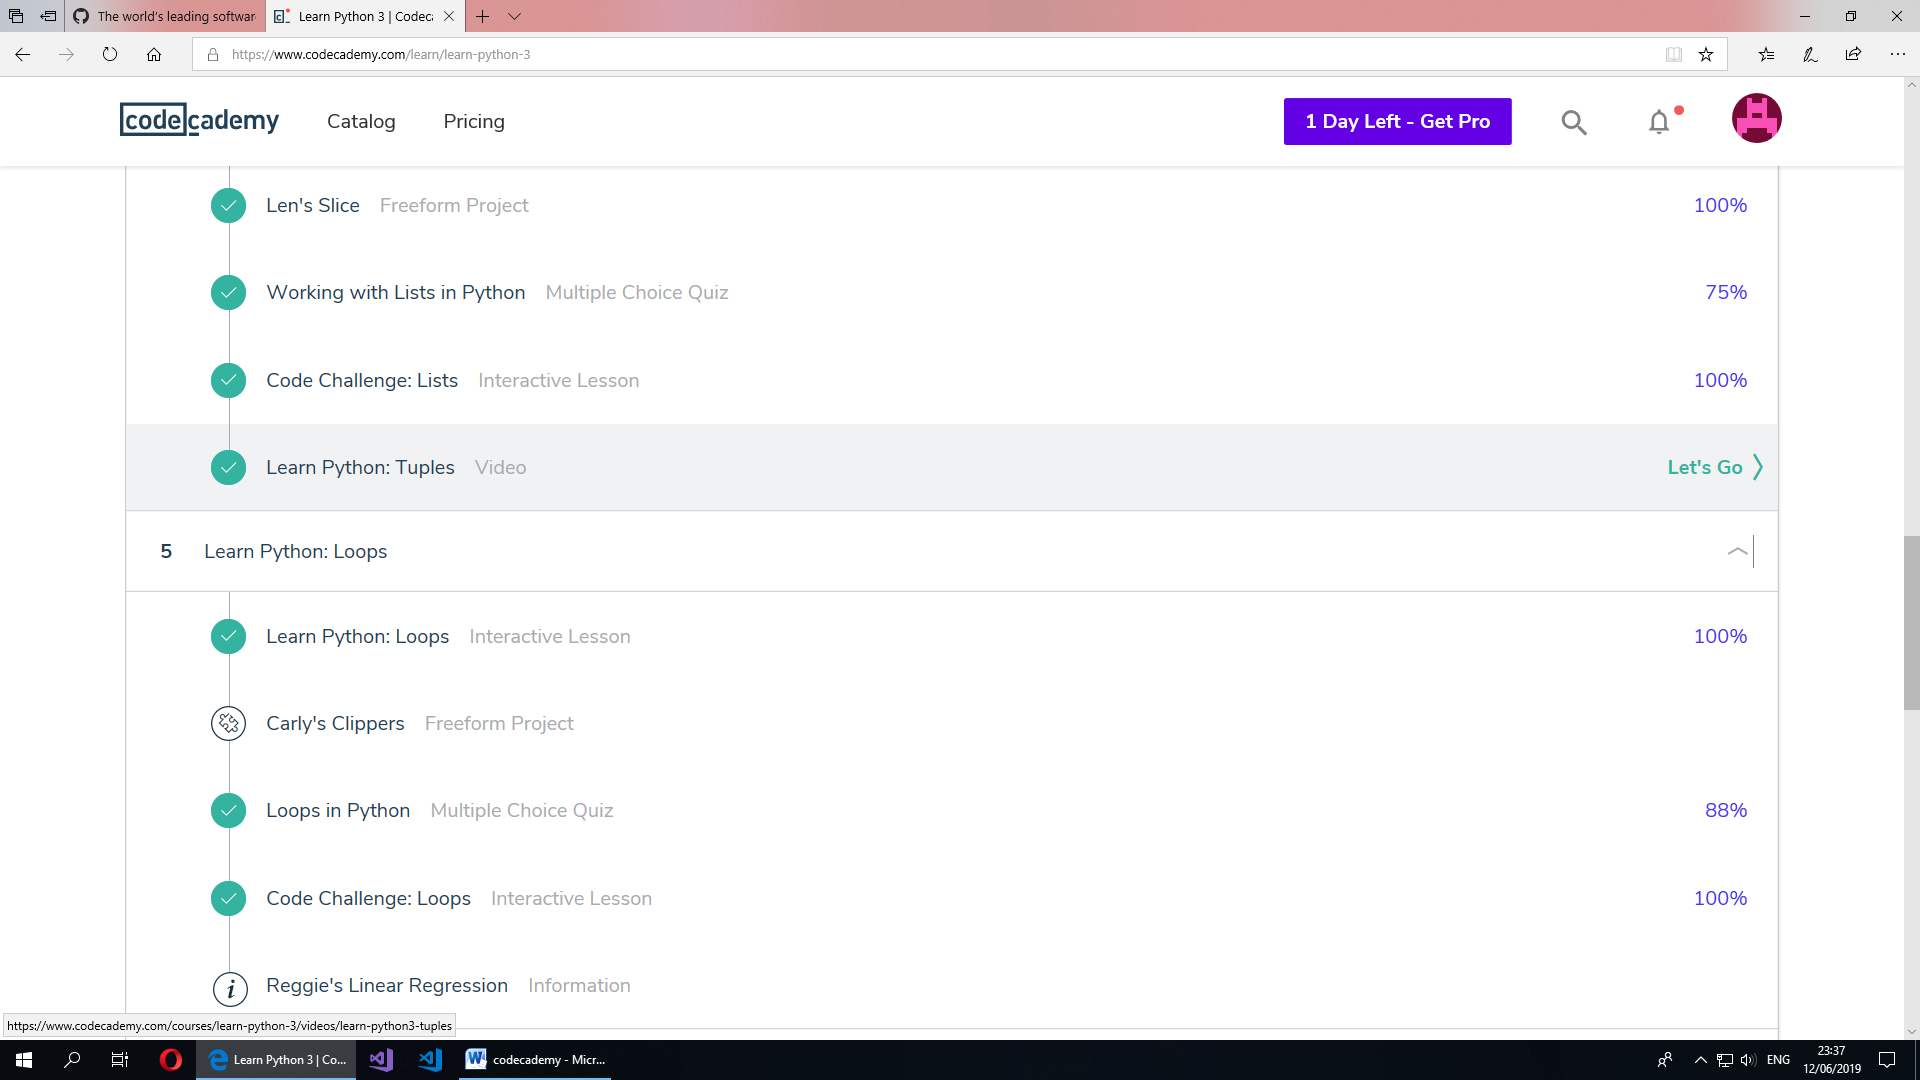 The world's leading softwar
Learn Python 3 | Codeca
https://www.codecademy.com/learn/learn-python-3
codecademy
Catalog
Pricing
1 Day Left - Get Pro
Len's Slice Freeform Project 100%
Working with Lists in Python Multiple Choice Quiz 75%
Code Challenge: Lists Interactive Lesson 100%
Learn Python: Tuples Video Let's Go
5 Learn Python: Loops
Learn Python: Loops Interactive Lesson 100%
Carly's Clippers Freeform Project
Loops in Python Multiple Choice Quiz 88%
Code Challenge: Loops Interactive Lesson 100%
i Reggie's Linear Regression Information
https://www.codecademy.com/courses/learn-python-3/videos/learn-python3-tuples
Learn Python 3 | Co...
codecademy - Micr...
ENG
23:37
12/06/2019